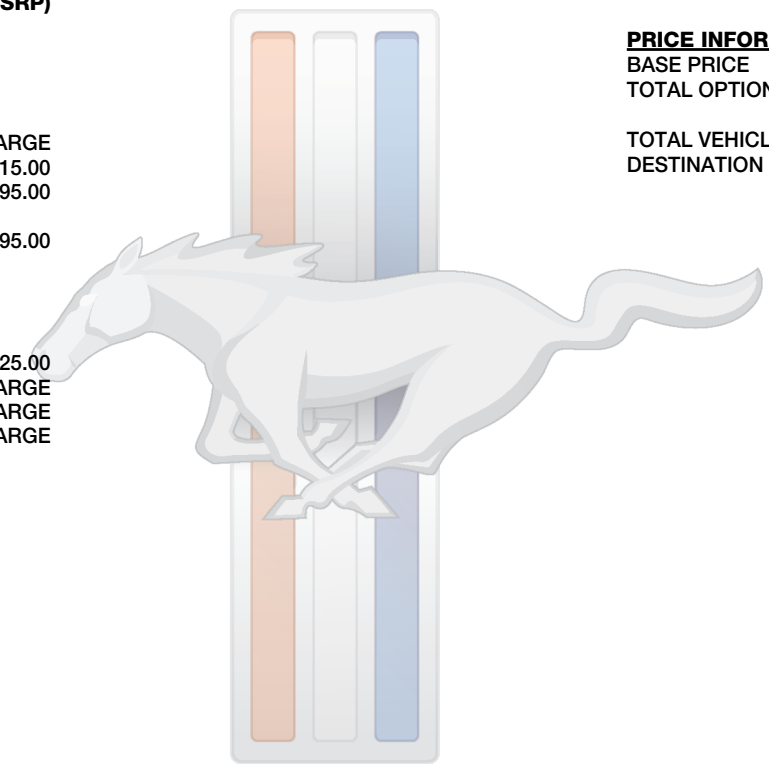 SRP)
ARGE
15.00
95.00
95.00
25.00
ARGE
ARGE
ARGE
PRICE INFOR
BASE PRICE
TOTAL OPTION
TOTAL VEHICL
DESTINATION